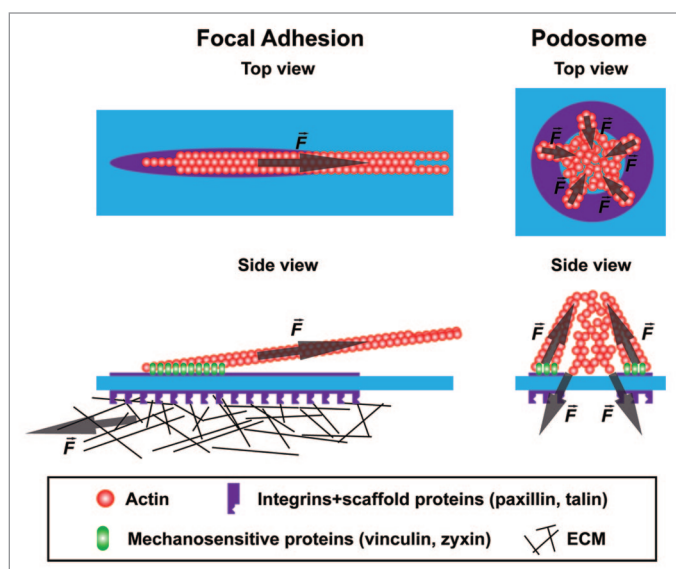 Focal Adhesion
Podosome
Top view
Top view
F
F
F
F
F
F
Side view
Side view
F
F
F
F
F
F
Actin
Integrins+scaffold proteins (paxillin, talin)
Mechanosensitive proteins (vinculin, zyxin)
ECM